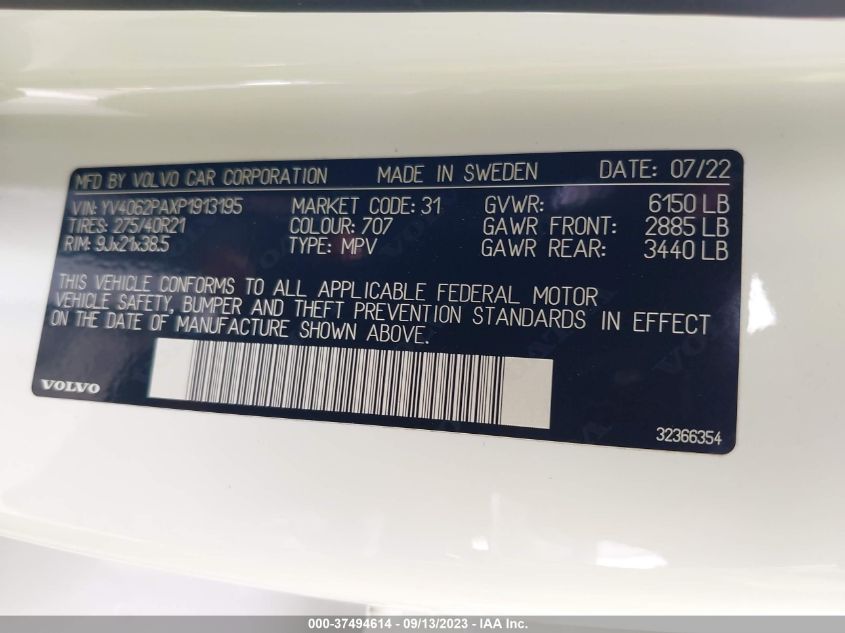 MFD BY VOLVO CAR CORPORATION MADE IN SWEDEN DATE: 07/22
VIN: YV4062PAXP1913195 MARKET CODE: 31 GVWR: 6150 LB
TIRES: 275/40R21 COLOUR: 707 GAWR FRONT: 2885 LB
RIM: 9Jx21x38.5 TYPE: MPV GAWR REAR: 3440 LB
THIS VEHICLE CONFORMS TO ALL APPLICABLE FEDERAL MOTOR
VEHICLE SAFETY, BUMPER AND THEFT PREVENTION STANDARDS IN EFFECT
ON THE DATE OF MANUFACTURE SHOWN ABOVE.
VOLVO
32366354
000-37494614 - 09/13/2023 - IAA Inc.